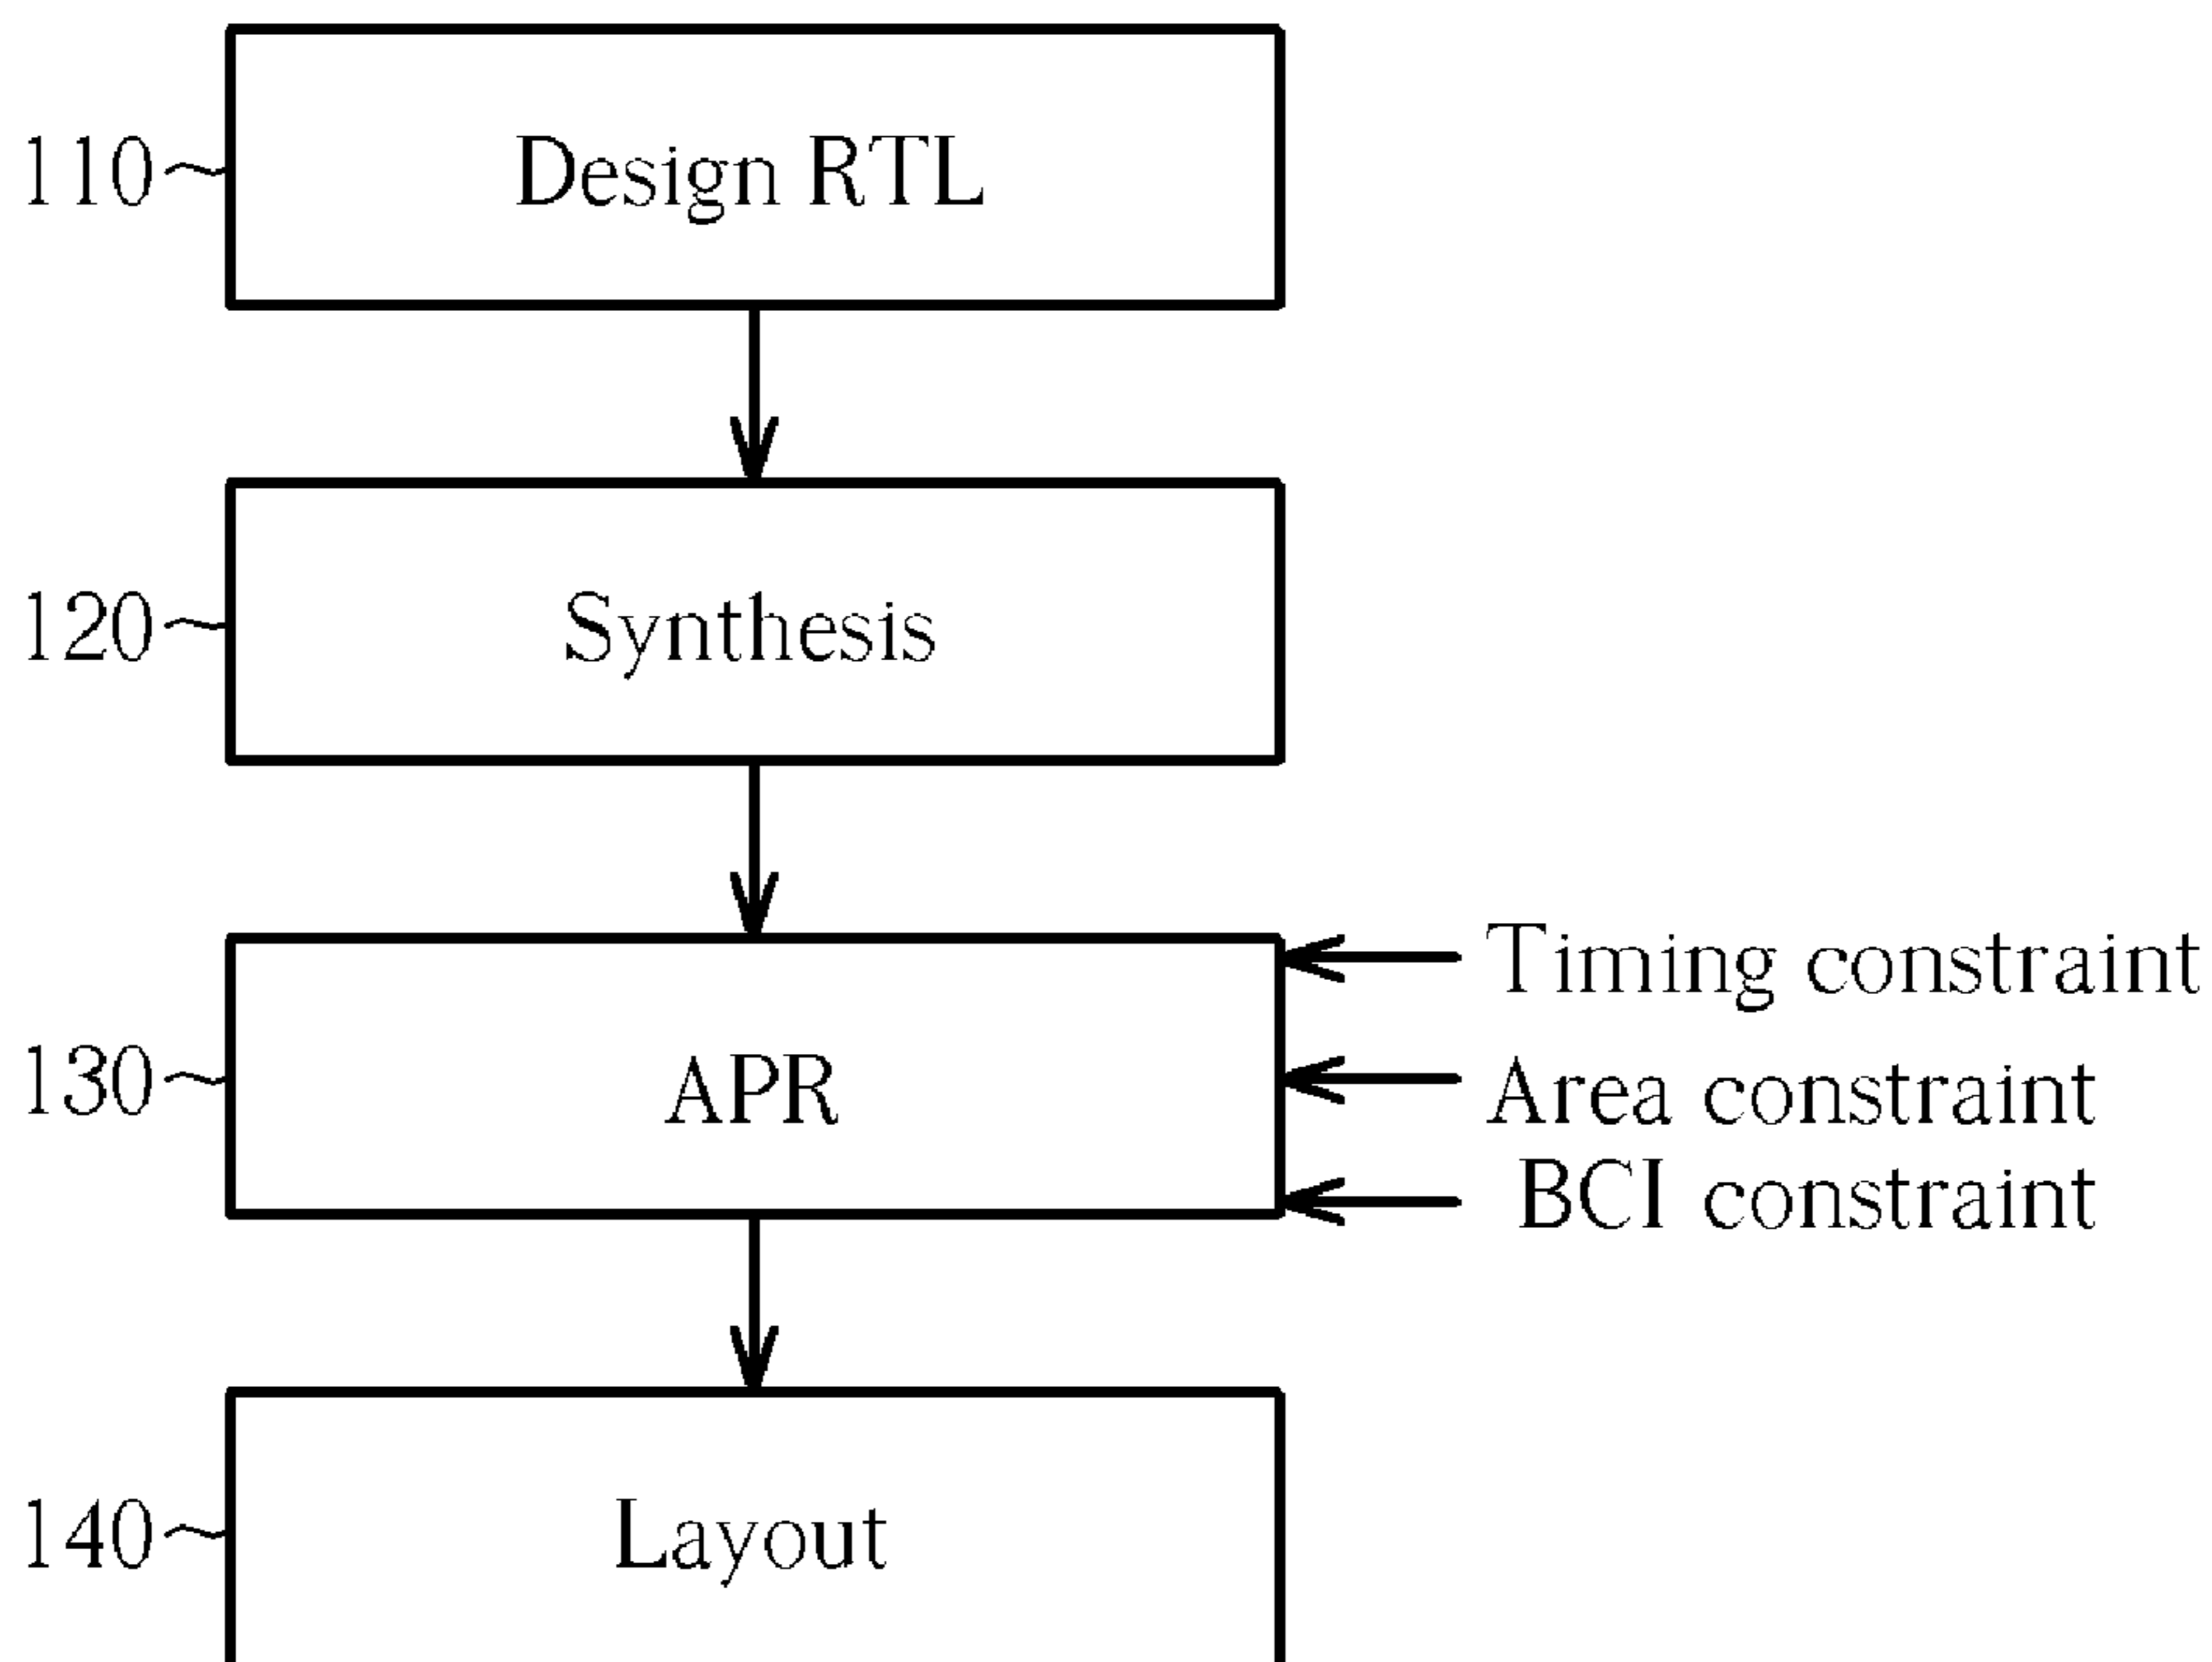 110
Design RTL
120
Synthesis
130
APR
Timing constraint
Area constraint
BCI constraint
140
Layout